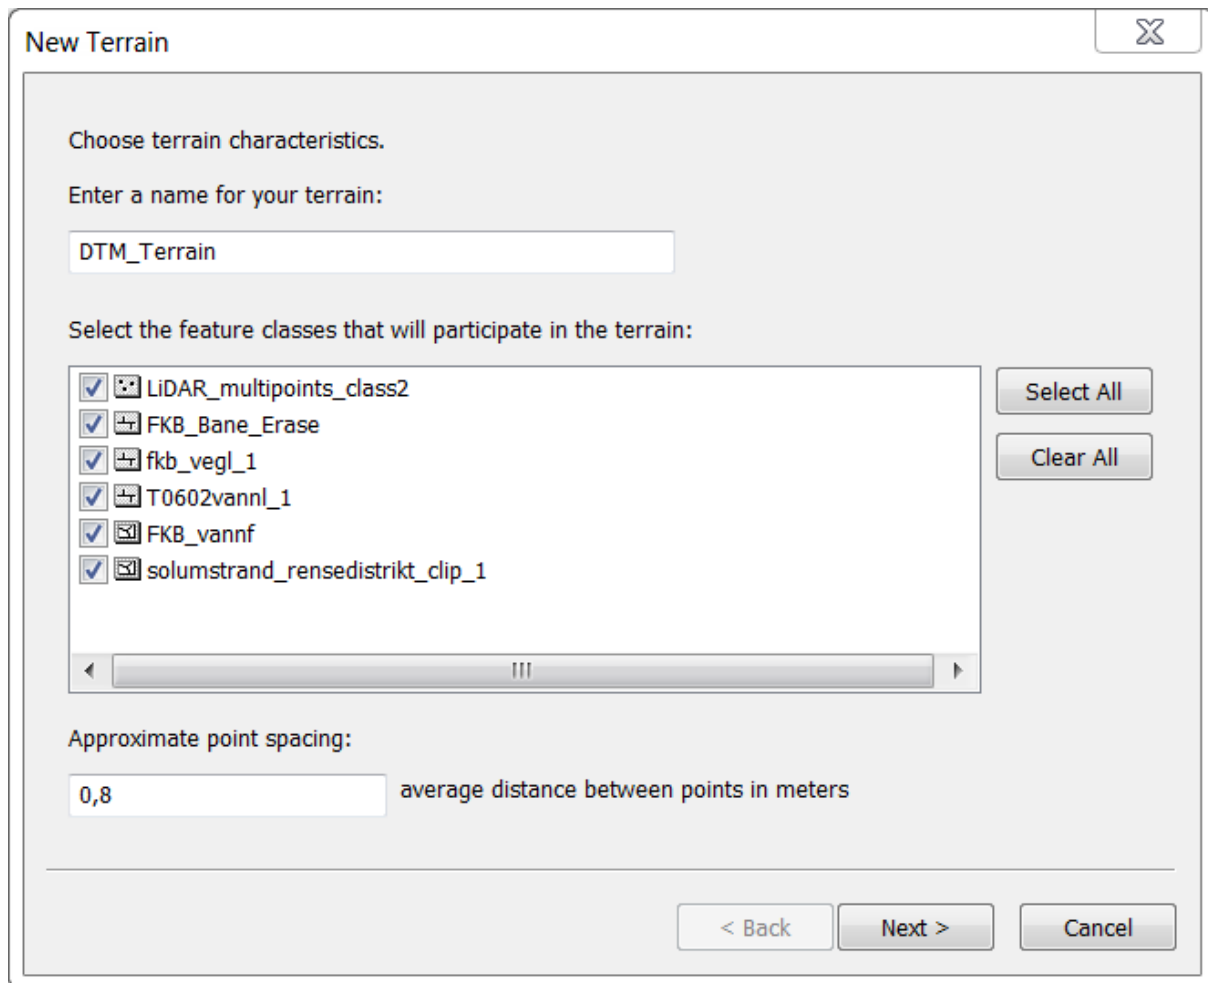 New Terrain
Choose terrain characteristics.
Enter a name for your terrain:
DTM_Terrain
Select the feature classes that will participate in the terrain:
LiDAR_multipoints_class2
Select All
FKB_Bane_Erase
fkb_vegl_1
Clear All
T0602vannl_1
FKB_vannf
solumstrand_rensedistrikt_clip_1
Approximate point spacing:
0,8 average distance between points in meters
< Back Next > Cancel